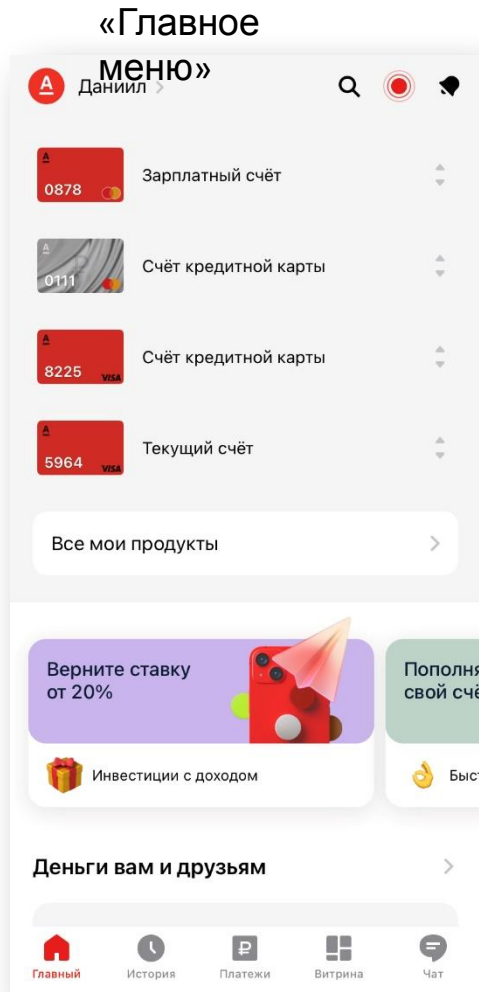 «Главное
меню»
А Даниил
А
0878
Зарплатный счёт
А
0111
Счёт кредитной карты
А
8225
VISA
Счёт кредитной карты
А
5964
VISA
Текущий счёт
Все мои продукты
Верните ставку
от 20%
Инвестиции с доходом
Пополня
свой счё
Быст
Деньги вам и друзьям
Главный
История
Платежи
Витрина
Чат